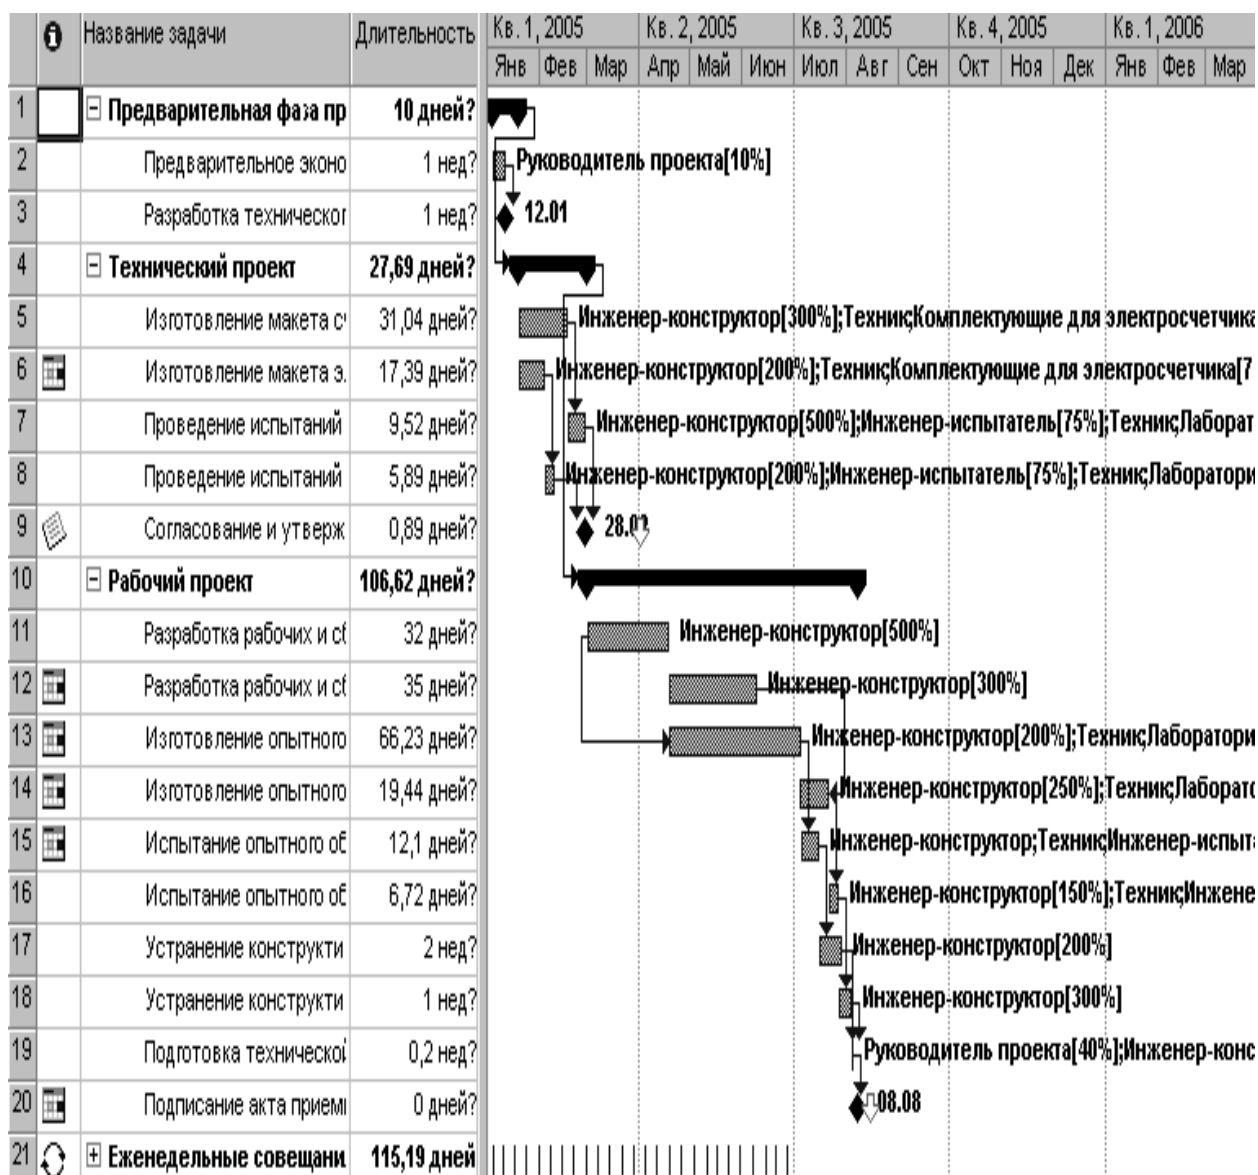 Название задачи Длительность Кв. 1, 2005 Кв. 2, 2005 Кв. 3, 2005 Кв. 4, 2005 Кв. 1, 2006
Янв Фев Мар Апр Май Июн Июл Авг Сен Окт Ноя Дек Янв Фев Мар
1 Предварительная фаза пр 10 дней?
2 Предварительное эконо 1 нед? Руководитель проекта[10%]
3 Разработка техническог 1 нед? 12.01
4 Технический проект 27,69 дней?
5 Изготовление макета сч 31,04 дней? Инженер-конструктор[300%];Техник;Комплектующие для электросчетчика
6 Изготовление макета э. 17,39 дней? Инженер-конструктор[200%];Техник;Комплектующие для электросчетчика[7
7 Проведение испытаний 9,52 дней? Инженер-конструктор[500%];Инженер-испытатель[75%];Техник;Лаборат
8 Проведение испытаний 5,89 дней? Инженер-конструктор[200%];Инженер-испытатель[75%];Техник;Лаборатори
9 Согласование и утверж 0,89 дней? 28.02
10 Рабочий проект 106,62 дней?
11 Разработка рабочих и сб 32 дней? Инженер-конструктор[500%]
12 Разработка рабочих и сб 35 дней? Инженер-конструктор[300%]
13 Изготовление опытного 66,23 дней? Инженер-конструктор[200%];Техник;Лаборатори
14 Изготовление опытного 19,44 дней? Инженер-конструктор[250%];Техник;Лаборато
15 Испытание опытного об 12,1 дней? Инженер-конструктор;Техник;Инженер-испыта
16 Испытание опытного об 6,72 дней? Инженер-конструктор[150%];Техник;Инжене
17 Устранение конструкти 2 нед? Инженер-конструктор[200%]
18 Устранение конструкти 1 нед? Инженер-конструктор[300%]
19 Подготовка технической 0,2 нед? Руководитель проекта[40%];Инженер-конс
20 Подписание акта приемк 0 дней? 08.08
21 Еженедельные совещани 115,19 дней